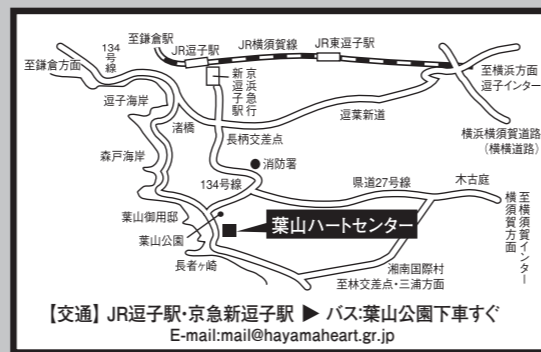 至鎌倉駅
134号線
JR逗子駅
JR横須賀線
JR東逗子駅
至鎌倉方面
京浜急行
新逗子駅
至横浜方面
逗子インター
逗子海岸
渚橋
逗葉新道
横浜横須賀道路
(横横道路)
長柄交差点
森戸海岸
消防署
134号線
県道27号線
木古庭
至横須賀インター
横須賀方面
葉山御用邸
葉山公園
葉山ハートセンター
長者ヶ崎
湘南国際村
至林交差点・三浦方面
【交通】JR逗子駅・京急新逗子駅 ▶ バス:葉山公園下車すぐ
E-mail:mail@hayamaheart.gr.jp